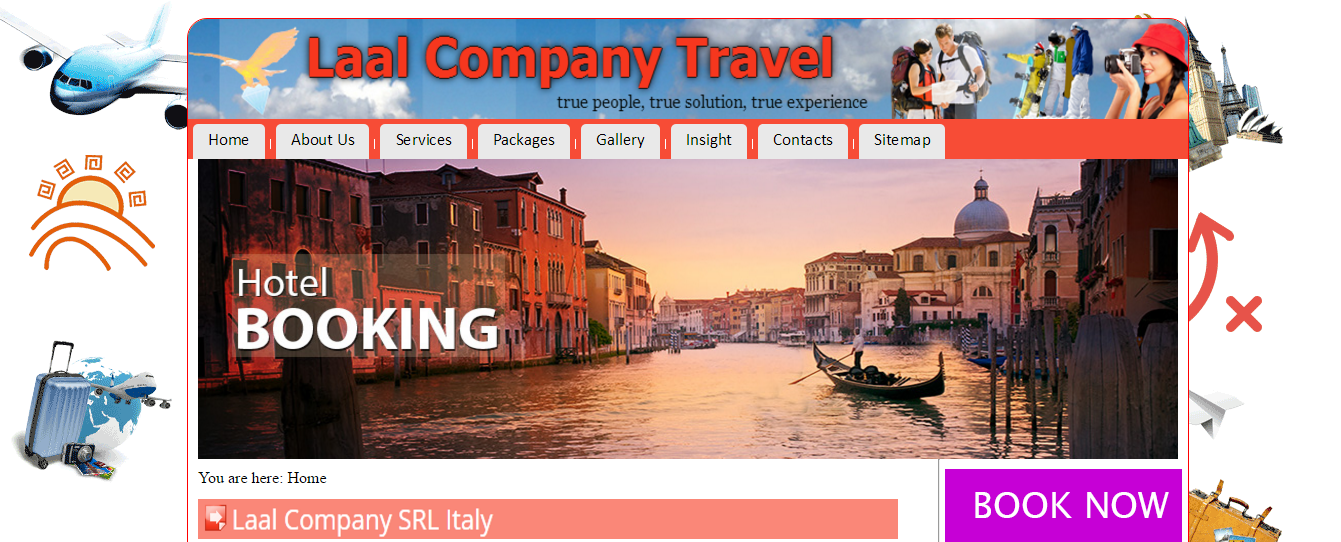 Laal Company Travel
true people, true solution, true experience
Home | About Us | Services | Packages | Gallery | Insight | Contacts | Sitemap
Hotel
BOOKING
You are here: Home
BOOK NOW
Laal Company SRL Italy